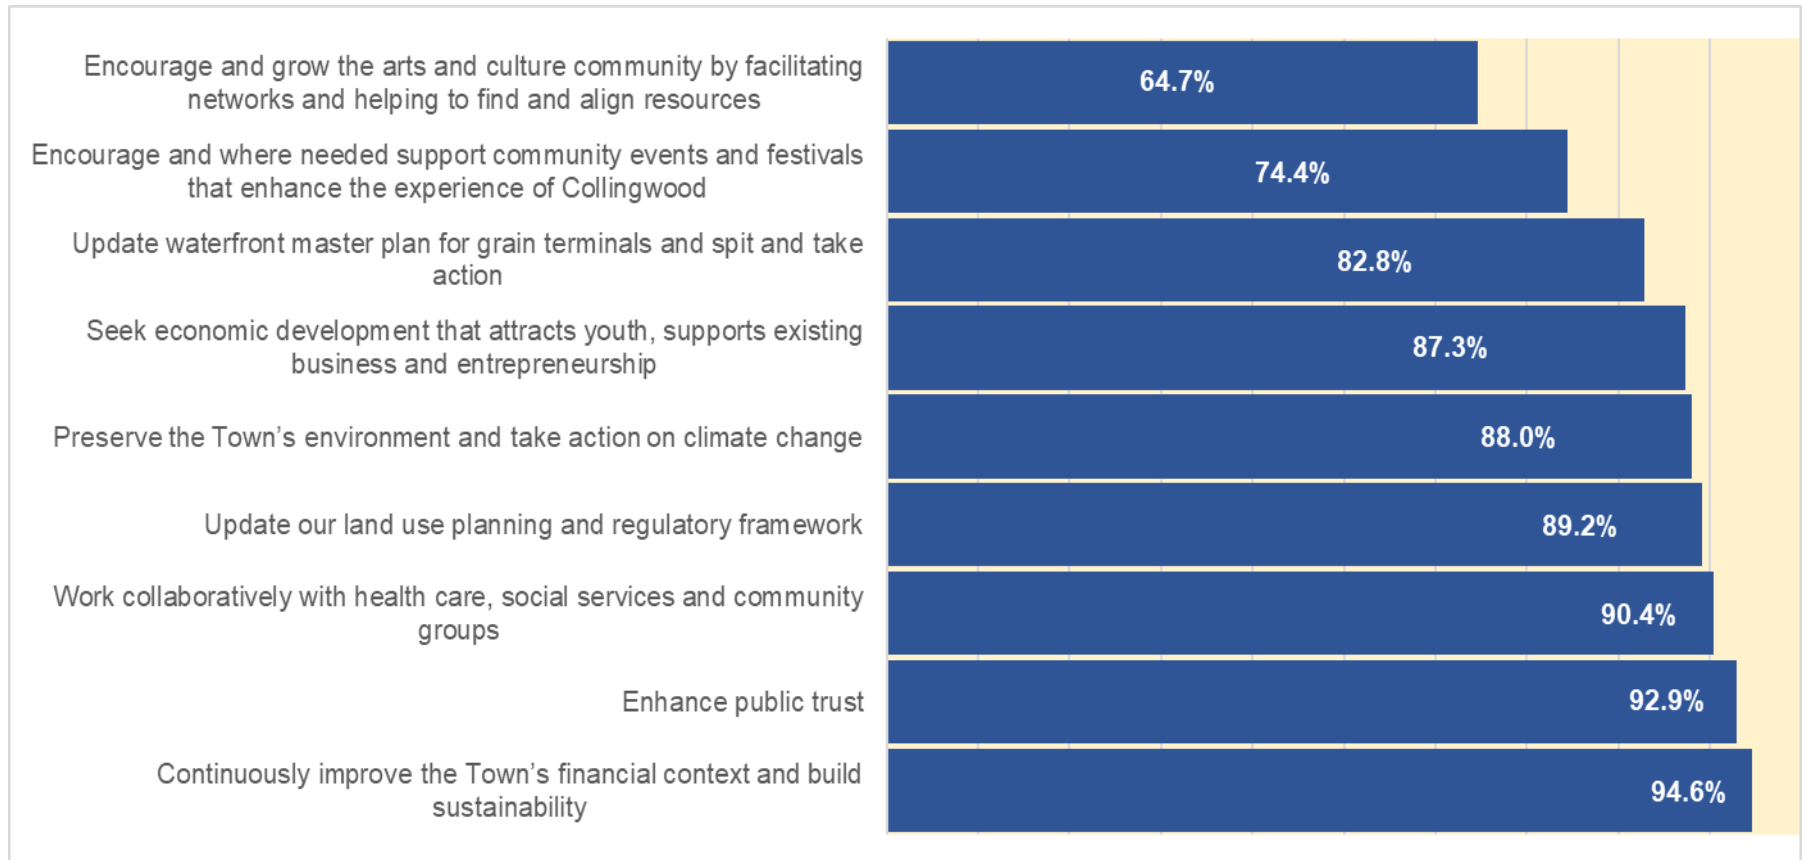 Encourage and grow the arts and culture community by facilitating
networks and helping to find and align resources
64.7%
Encourage and where needed support community events and festivals
that enhance the experience of Collingwood
74.4%
Update waterfront master plan for grain terminals and spit and take
action
82.8%
Seek economic development that attracts youth, supports existing
business and entrepreneurship
87.3%
Preserve the Town’s environment and take action on climate change
88.0%
Update our land use planning and regulatory framework
89.2%
Work collaboratively with health care, social services and community
groups
90.4%
Enhance public trust
92.9%
Continuously improve the Town’s financial context and build
sustainability
94.6%